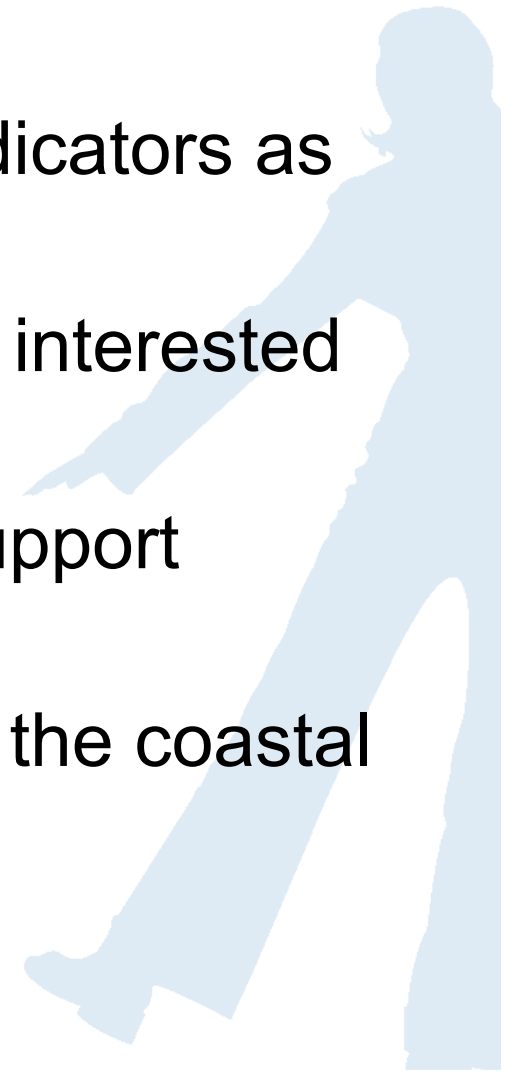 dicators as
interested
upport
the coastal